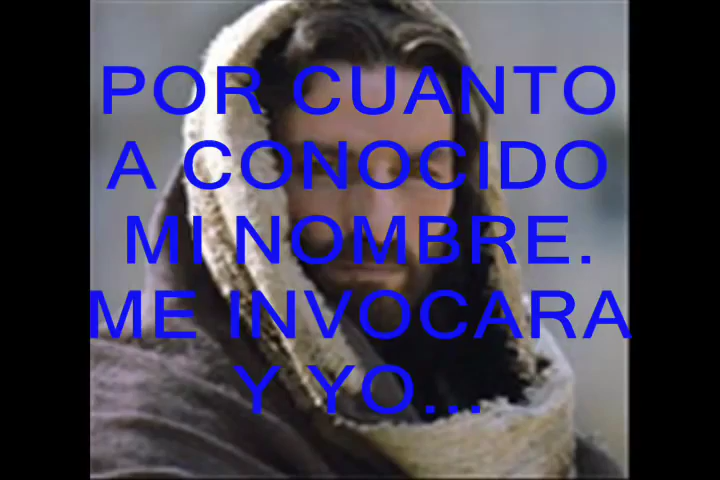 POR CUANTO
A CONOCIDO
MI NOMBRE.
ME INVOCARA
Y YO...